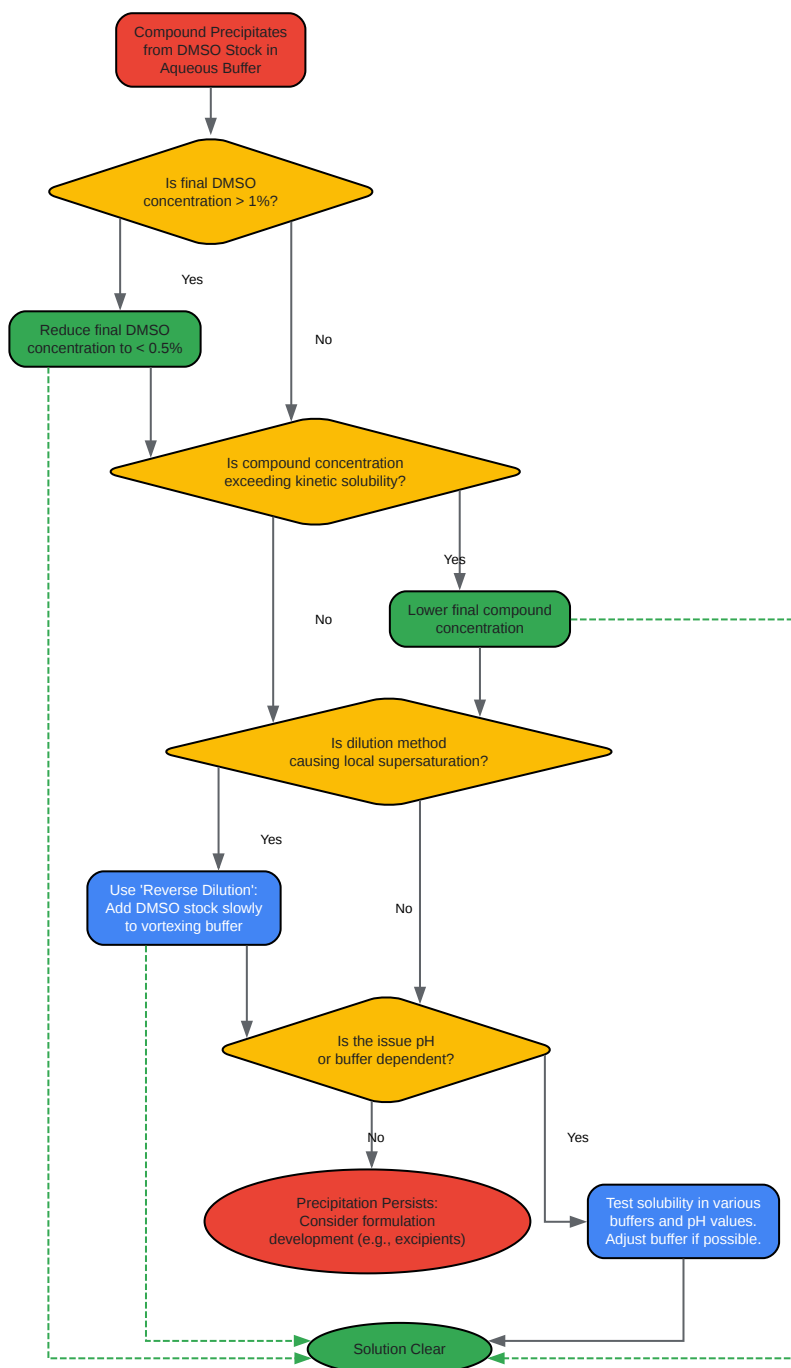 Compound Precipitates
from DMSO Stock in
Aqueous Buffer
Is final DMSO
concentration > 1%?
Yes
No
Reduce final DMSO
concentration to < 0.5%
Is compound concentration
exceeding kinetic solubility?
Yes
No
Lower final compound
concentration
Is dilution method
causing local supersaturation?
Yes
No
Use 'Reverse Dilution':
Add DMSO stock slowly
to vortexing buffer
Is the issue pH
or buffer dependent?
No
Yes
Precipitation Persists:
Consider formulation
development (e.g., excipients)
Test solubility in various
buffers and pH values.
Adjust buffer if possible.
Solution Clear